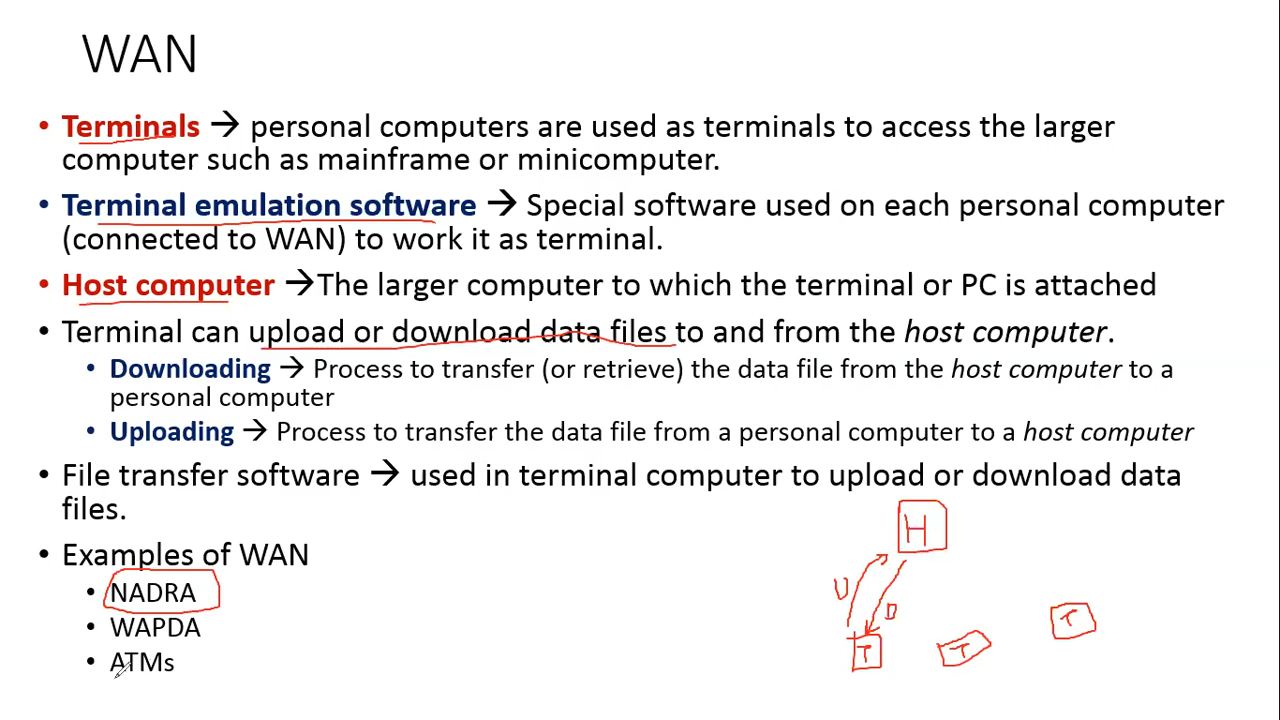 WAN
• Terminals → personal computers are used as terminals to access the larger
computer such as mainframe or minicomputer.
• Terminal emulation software → Special software used on each personal computer
(connected to WAN) to work it as terminal.
• Host computer →The larger computer to which the terminal or PC is attached
• Terminal can upload or download data files to and from the host computer.
• Downloading → Process to transfer (or retrieve) the data file from the host computer to a
personal computer
• Uploading → Process to transfer the data file from a personal computer to a host computer
• File transfer software → used in terminal computer to upload or download data
files.
• Examples of WAN
• NADRA
• WAPDA
• ATMs
H
U
D
T
T
T